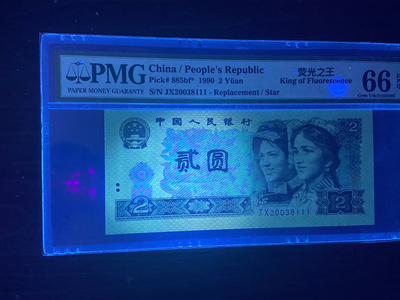 PMG
PAPER MONEY GUARANTY
China / People's Republic
Pick# 885bf* 1990 2 Yüan
S/N JX20038111 - Replacement / Star
荧光之王
King of Fluorescence
66
中国人民银行
2
贰圆
2
JX20038111